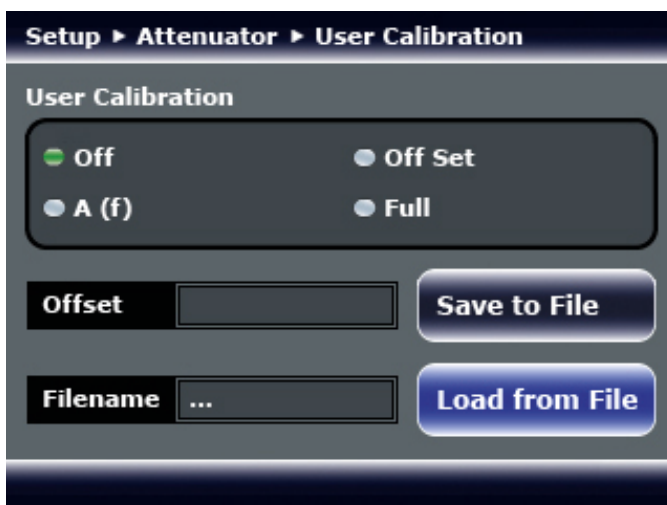 Setup ► Attenuator ► User Calibration
User Calibration
Off
Off Set
A (f)
Full
Offset
Save to File
Filename ...
Load from File